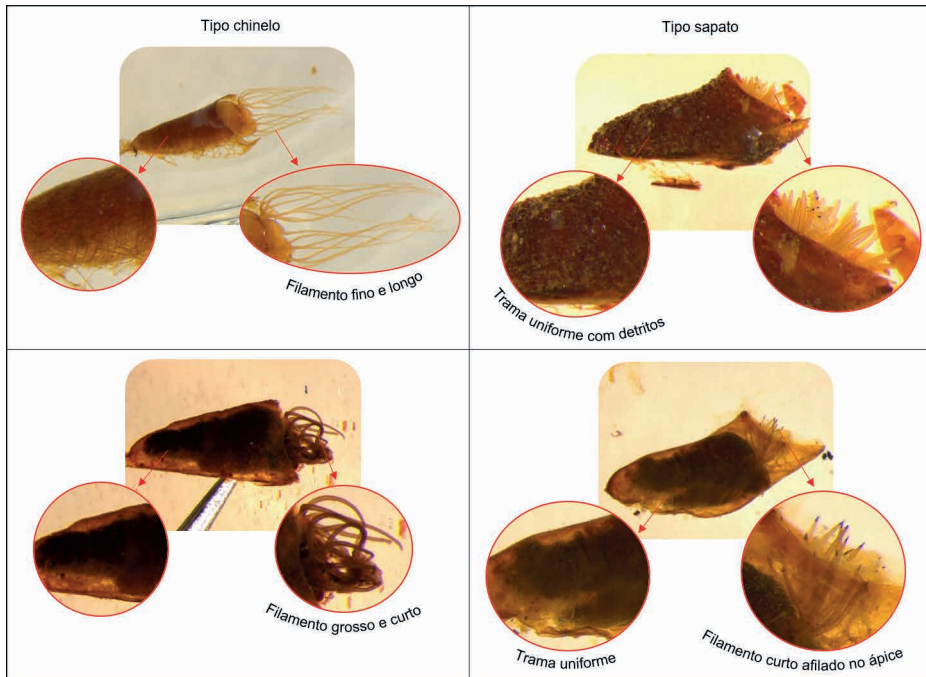 Tipo chinelo
Tipo sapato
Filamento fino e longo
Trama uniforme com detritos
Filamento grosso e curto
Trama uniforme
Filamento curto afilado no ápice